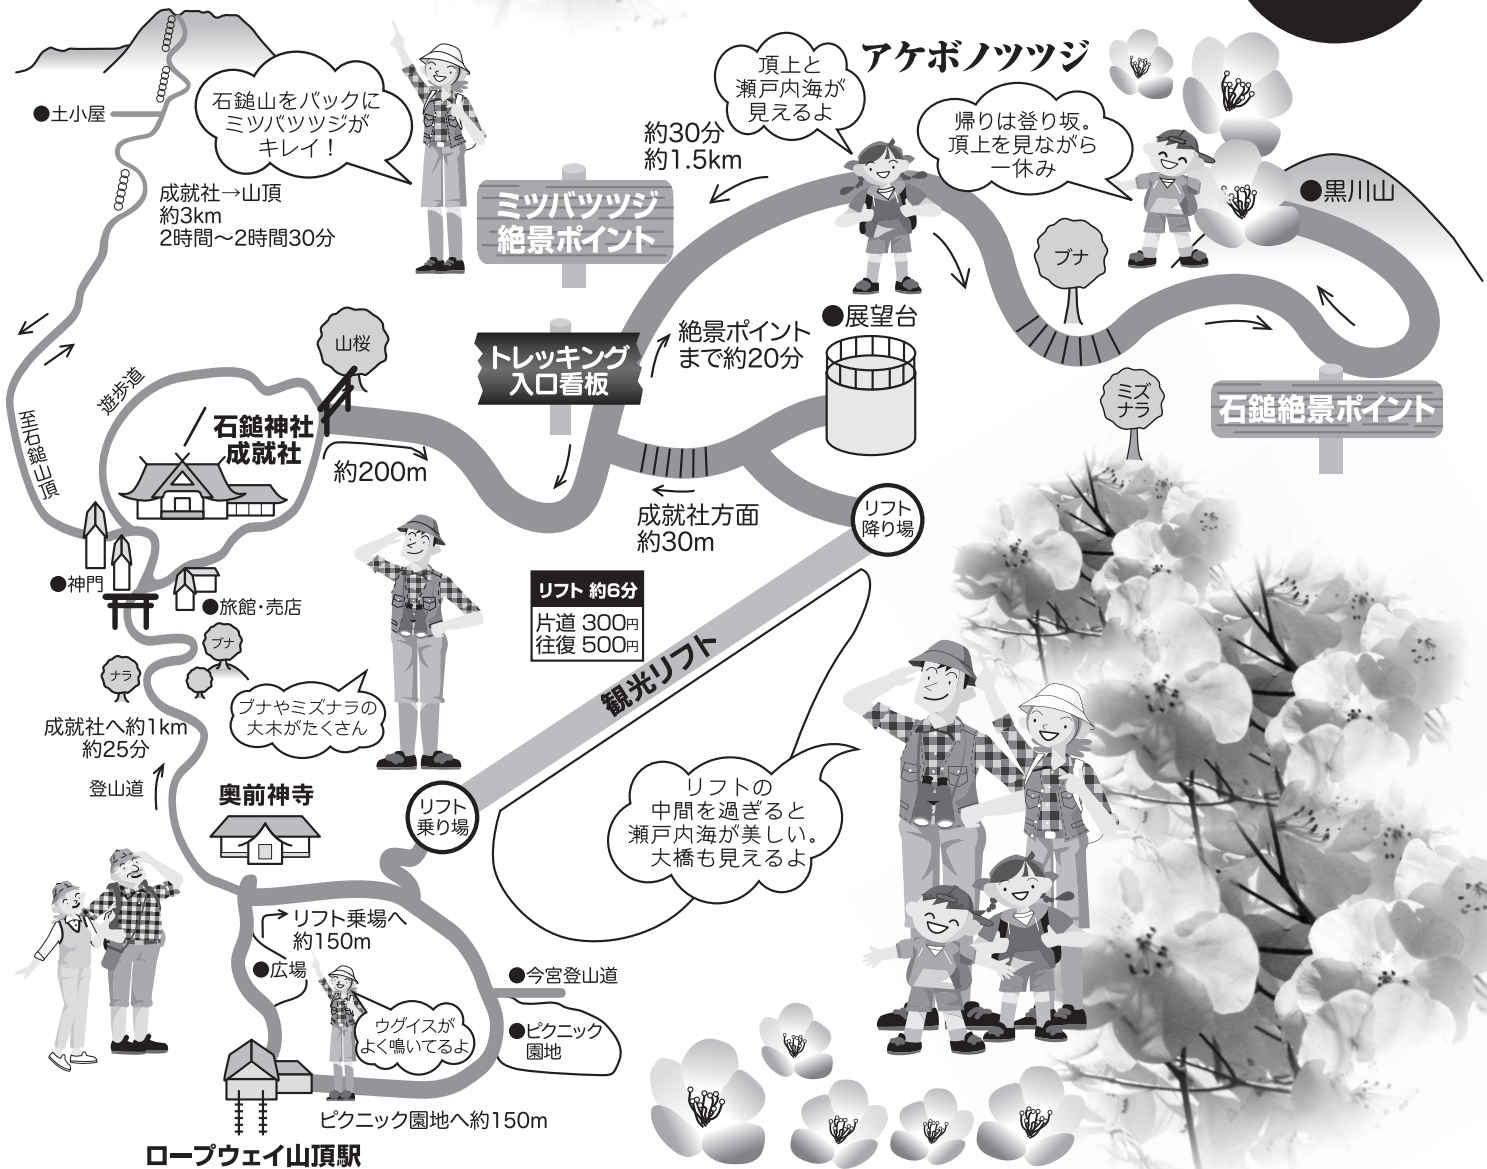 アケボノツツジ
●土小屋
石鎚山をバックに
ミツバツツジが
キレイ！
成就社→山頂
約3km
2時間～2時間30分
ミツバツツジ
絶景ポイント
約30分
約1.5km
頂上と
瀬戸内海が
見えるよ
帰りは登り坂。
頂上を見ながら
一休み
●黒川山
ブナ
●展望台
絶景ポイント
まで約20分
トレッキング
入口看板
山桜
遊歩道
至石鎚山頂
石鎚神社
成就社
約200m
ミズ
ナラ
石鎚絶景ポイント
成就社方面
約30m
リフト
降り場
●神門
●旅館・売店
リフト 約6分
片道 300円
往復 500円
観光リフト
ブナ
ナラ
ブナやミズナラの
大木がたくさん
成就社へ約1km
約25分
登山道
奥前神寺
リフト
乗り場
リフトの
中間を過ぎると
瀬戸内海が美しい。
大橋も見えるよ
リフト乗場へ
約150m
●広場
●今宮登山道
ウグイスが
よく鳴いてるよ
●ピクニック
園地
ピクニック園地へ約150m
ロープウェイ山頂駅